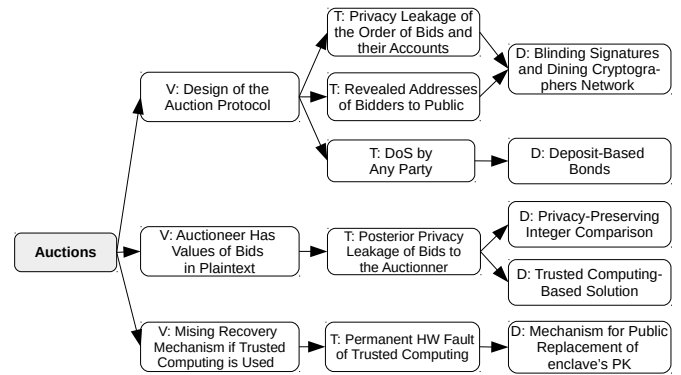 T: Privacy Leakage of
the Order of Bids and
their Accounts
D: Blinding Signatures
and Dining Cryptogra-
phers Network
V: Design of the
Auction Protocol
T: Revealed Addresses
of Bidders to Public
T: DoS by
Any Party
D: Deposit-Based
Bonds
Auctions
V: Auctioneer Has
Values of Bids
in Plaintext
T: Posterior Privacy
Leakage of Bids to
the Auctionner
D: Privacy-Preserving
Integer Comparison
D: Trusted Computing-
Based Solution
V: Mising Recovery
Mechanism if Trusted
Computing is Used
T: Permanent HW Fault
of Trusted Computing
D: Mechanism for Public
Replacement of
enclave's PK